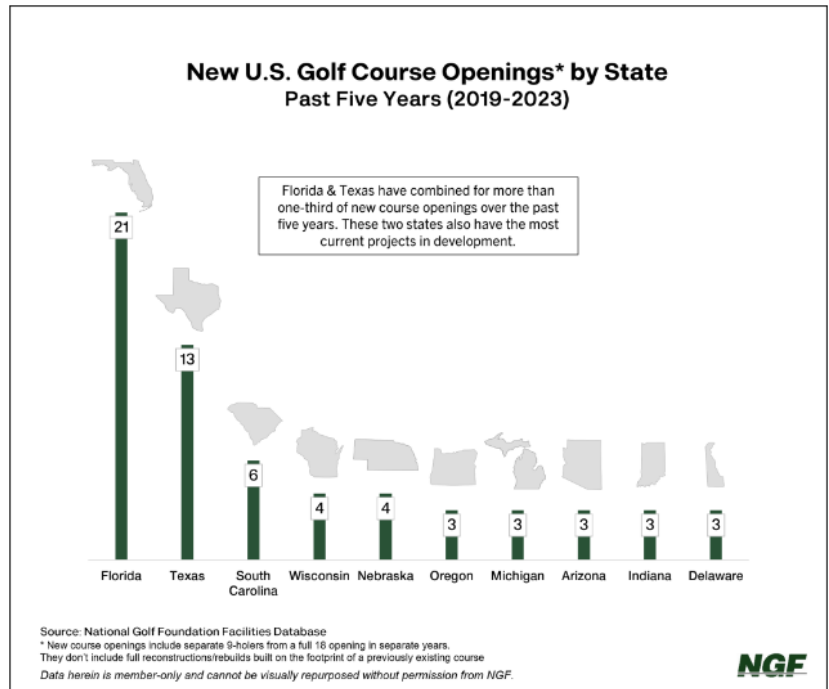 New U.S. Golf Course Openings* by State
Past Five Years (2019-2023)
Florida & Texas have combined for more than
one-third of new course openings over the past
five years. These two states also have the most
current projects in development.
21
13
6
4
4
3
3
3
3
3
Florida
Texas
South
Carolina
Wisconsin
Nebraska
Oregon
Michigan
Arizona
Indiana
Delaware
Source: National Golf Foundation Facilities Database
* New course openings include separate 9-holers from a full 18 opening in separate years.
They don't include full reconstructions/rebuilds built on the footprint of a previously existing course
Data herein is member-only and cannot be visually repurposed without permission from NGF.
NGF